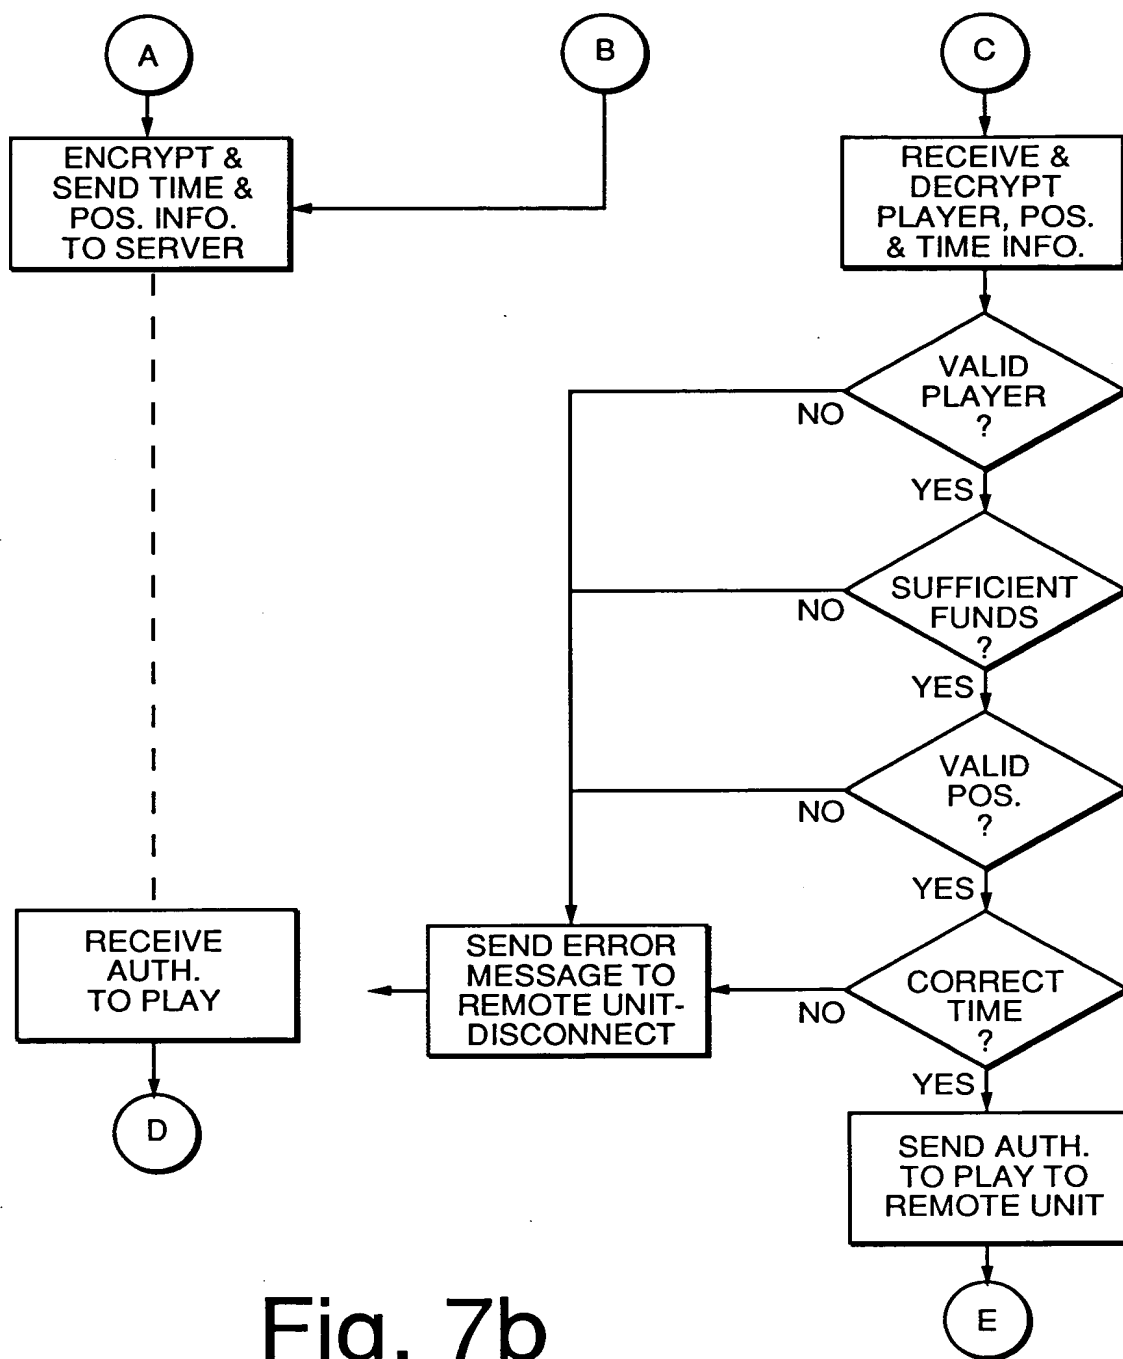 A
B
C
ENCRYPT &
SEND TIME &
POS. INFO.
TO SERVER
RECEIVE &
DECRYPT
PLAYER, POS.
& TIME INFO.
VALID
PLAYER
?
NO
YES
SUFFICIENT
FUNDS
?
NO
YES
VALID
POS.
?
NO
YES
RECEIVE
AUTH.
TO PLAY
SEND ERROR
MESSAGE TO
REMOTE UNIT-
DISCONNECT
CORRECT
TIME
?
NO
YES
D
SEND AUTH.
TO PLAY TO
REMOTE UNIT
E
Fig. 7b